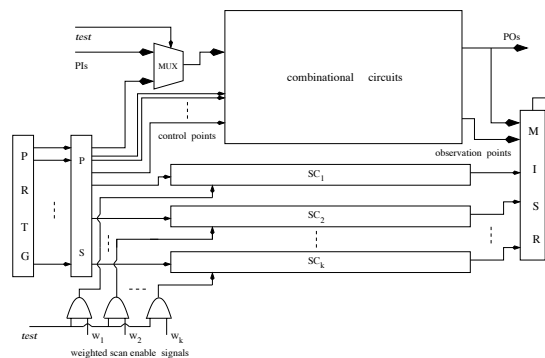 test
PIs
MUX
combinational circuits
POs
control points
observation points
P R T G
P S
SC1
SC2
SCk
M I S R
test
w1 w2 wk
weighted scan enable signals